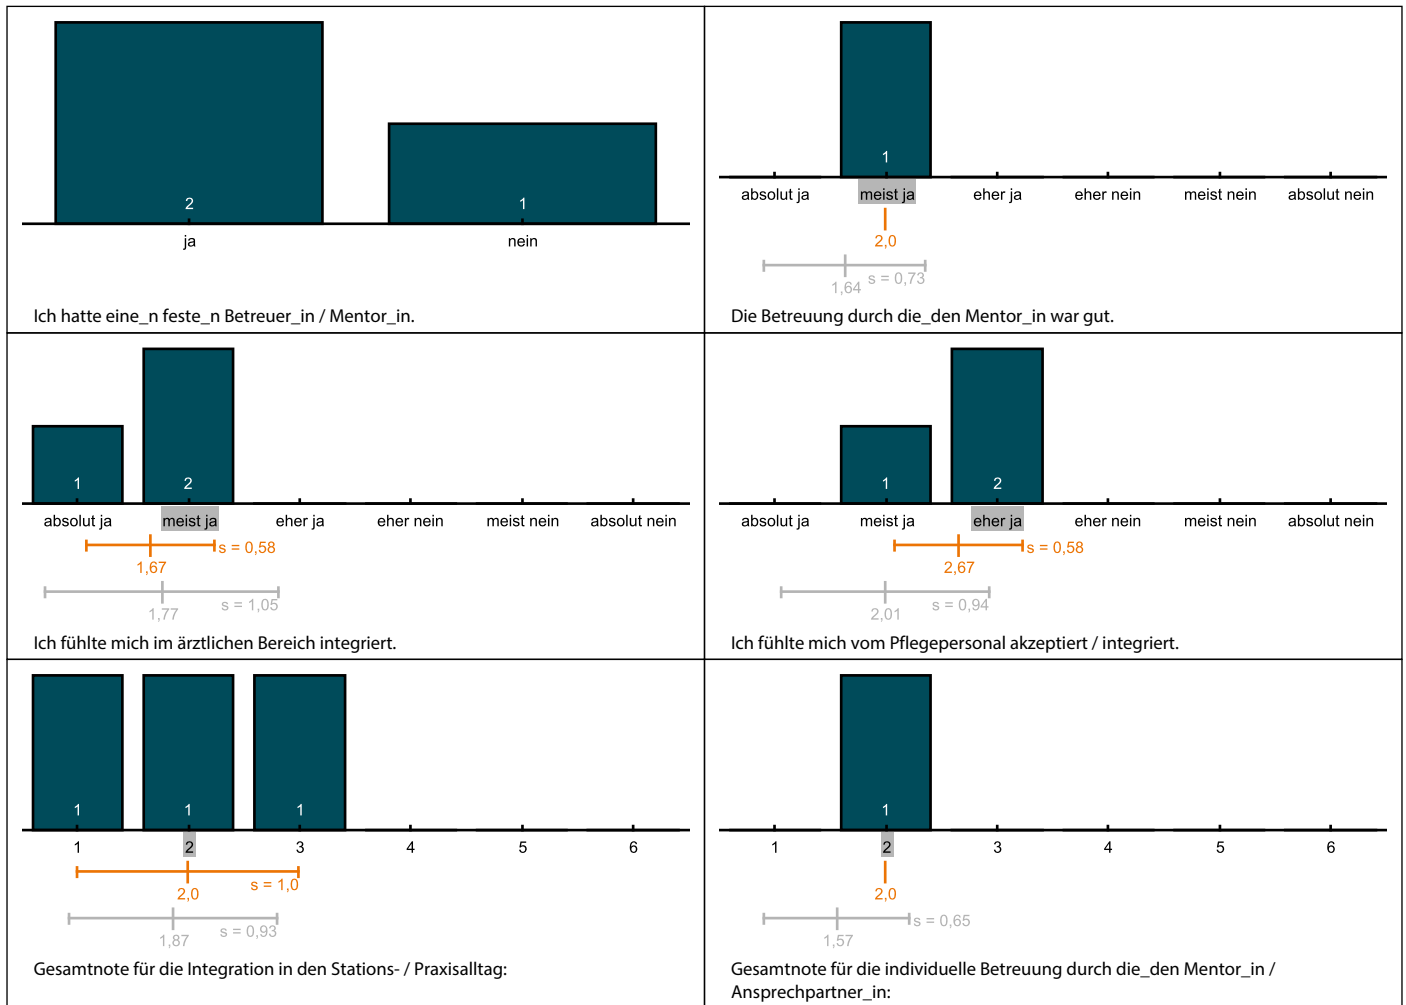 2
1
ja
nein
Ich hatte eine_n feste_n Betreuer_in / Mentor_in.
1
absolut ja meist ja eher ja eher nein meist nein absolut nein
2,0
s = 0,73
1,64
Die Betreuung durch die_den Mentor_in war gut.
1
2
absolut ja meist ja eher ja eher nein meist nein absolut nein
s = 0,58
1,67
s = 1,05
1,77
Ich fühlte mich im ärztlichen Bereich integriert.
1
2
absolut ja meist ja eher ja eher nein meist nein absolut nein
s = 0,58
2,67
s = 0,94
2,01
Ich fühlte mich vom Pflegepersonal akzeptiert / integriert.
1
1
1
1 2 3 4 5 6
s = 1,0
2,0
s = 0,93
1,87
Gesamtnote für die Integration in den Stations- / Praxisalltag:
1
1 2 3 4 5 6
2,0
s = 0,65
1,57
Gesamtnote für die individuelle Betreuung durch die_den Mentor_in /
Ansprechpartner_in: